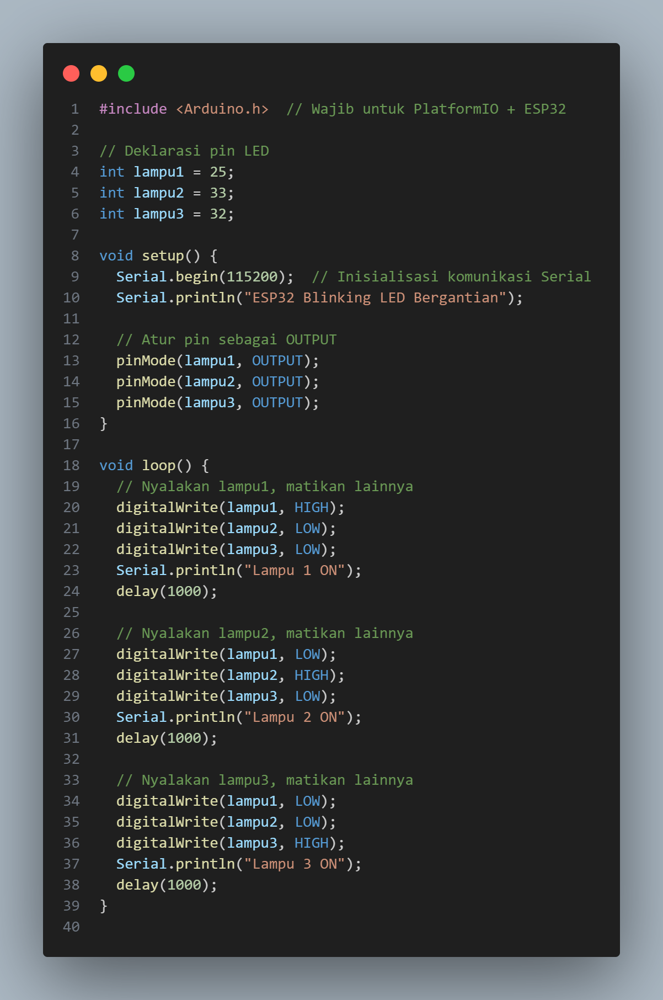 1 #include <Arduino.h>  // Wajib untuk PlatformIO + ESP32
2
3 // Deklarasi pin LED
4 int lampu1 = 25;
5 int lampu2 = 33;
6 int lampu3 = 32;
7
8 void setup() {
9   Serial.begin(115200);  // Inisialisasi komunikasi Serial
10   Serial.println("ESP32 Blinking LED Bergantian");
11
12   // Atur pin sebagai OUTPUT
13   pinMode(lampu1, OUTPUT);
14   pinMode(lampu2, OUTPUT);
15   pinMode(lampu3, OUTPUT);
16 }
17
18 void loop() {
19   // Nyalakan lampu1, matikan lainnya
20   digitalWrite(lampu1, HIGH);
21   digitalWrite(lampu2, LOW);
22   digitalWrite(lampu3, LOW);
23   Serial.println("Lampu 1 ON");
24   delay(1000);
25
26   // Nyalakan lampu2, matikan lainnya
27   digitalWrite(lampu1, LOW);
28   digitalWrite(lampu2, HIGH);
29   digitalWrite(lampu3, LOW);
30   Serial.println("Lampu 2 ON");
31   delay(1000);
32
33   // Nyalakan lampu3, matikan lainnya
34   digitalWrite(lampu1, LOW);
35   digitalWrite(lampu2, LOW);
36   digitalWrite(lampu3, HIGH);
37   Serial.println("Lampu 3 ON");
38   delay(1000);
39 }
40